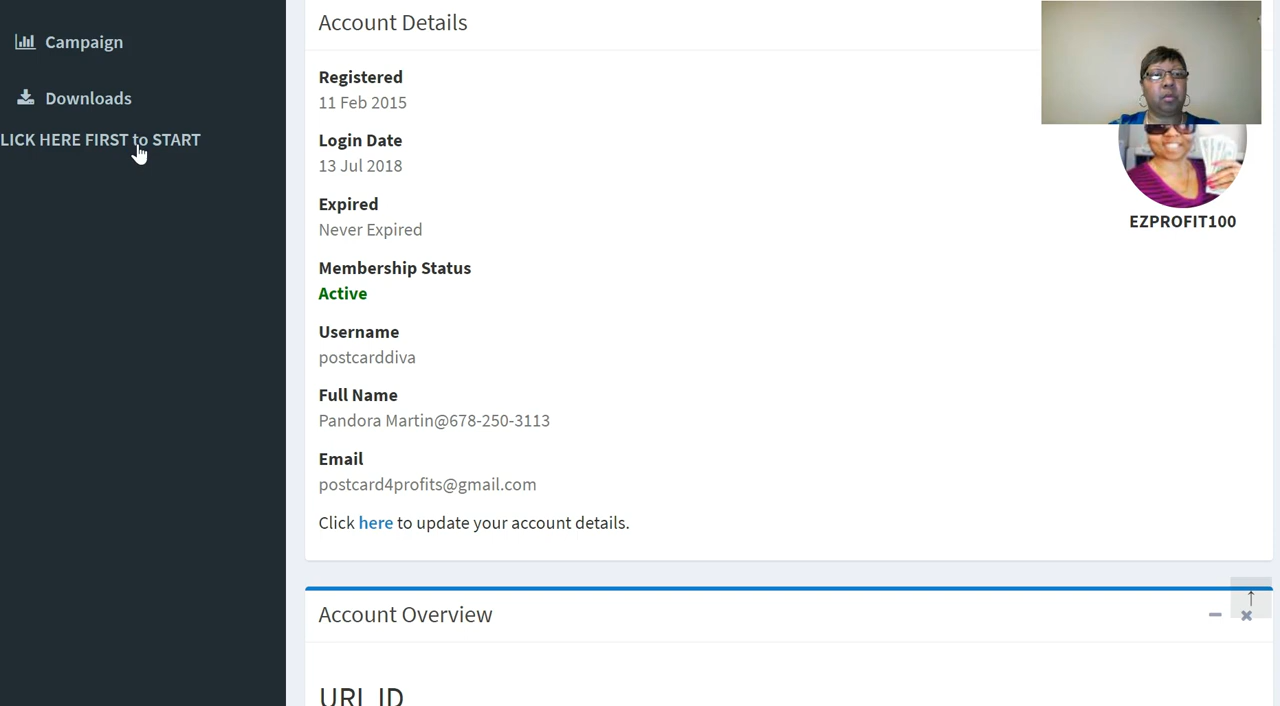 Campaign
Downloads
LICK HERE FIRST to START
Account Details
Registered
11 Feb 2015
Login Date
13 Jul 2018
Expired
Never Expired
Membership Status
Active
Username
postcarddiva
Full Name
Pandora Martin@678-250-3113
Email
postcard4profits@gmail.com
Click here to update your account details.
EZPROFIT100
Account Overview
URL ID